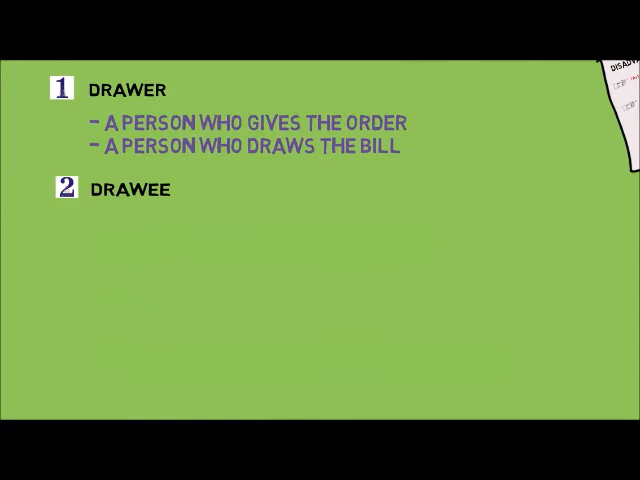 1 DRAWER
- A PERSON WHO GIVES THE ORDER
- A PERSON WHO DRAWS THE BILL
2 DRAWEE